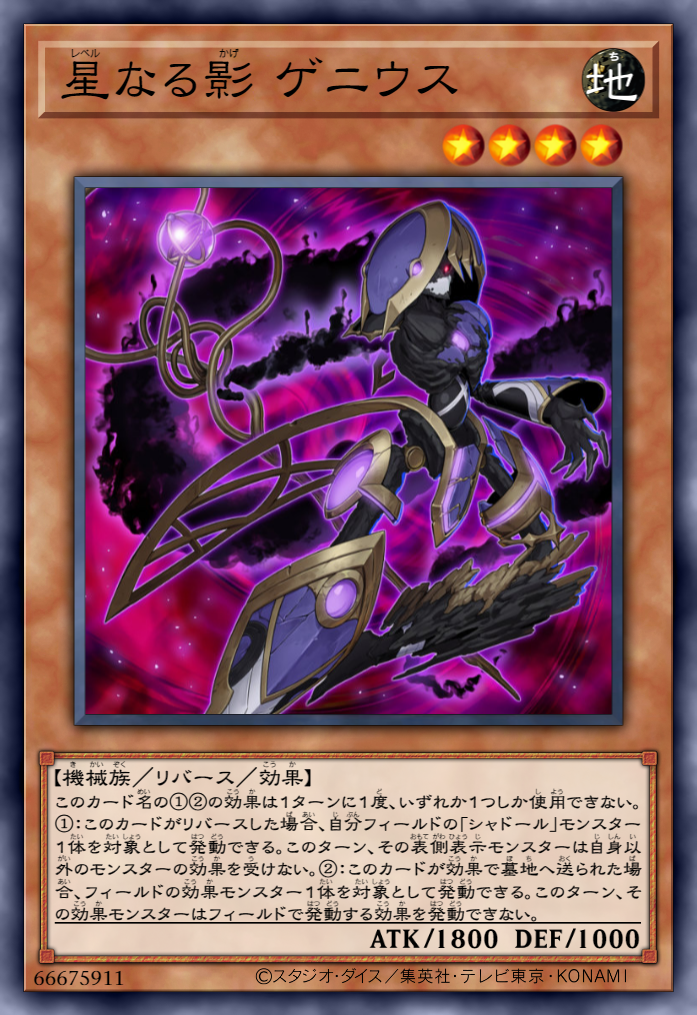 星なる影 ゲニウス
地
【機械族／リバース／効果】
このカード名の①②の効果は１ターンに１度、いずれか１つしか使用できない。
①：このカードがリバースした場合、自分フィールドの「シャドール」モンスター
１体を対象として発動できる。このターン、その表側表示モンスターは自身以
外のモンスターの効果を受けない。②：このカードが効果で墓地へ送られた場
合、フィールドの効果モンスター１体を対象として発動できる。このターン、そ
の効果モンスターはフィールドで発動する効果を発動できない。
ATK/1800 DEF/1000
66675911 ©スタジオ・ダイス／集英社・テレビ東京・KONAMI